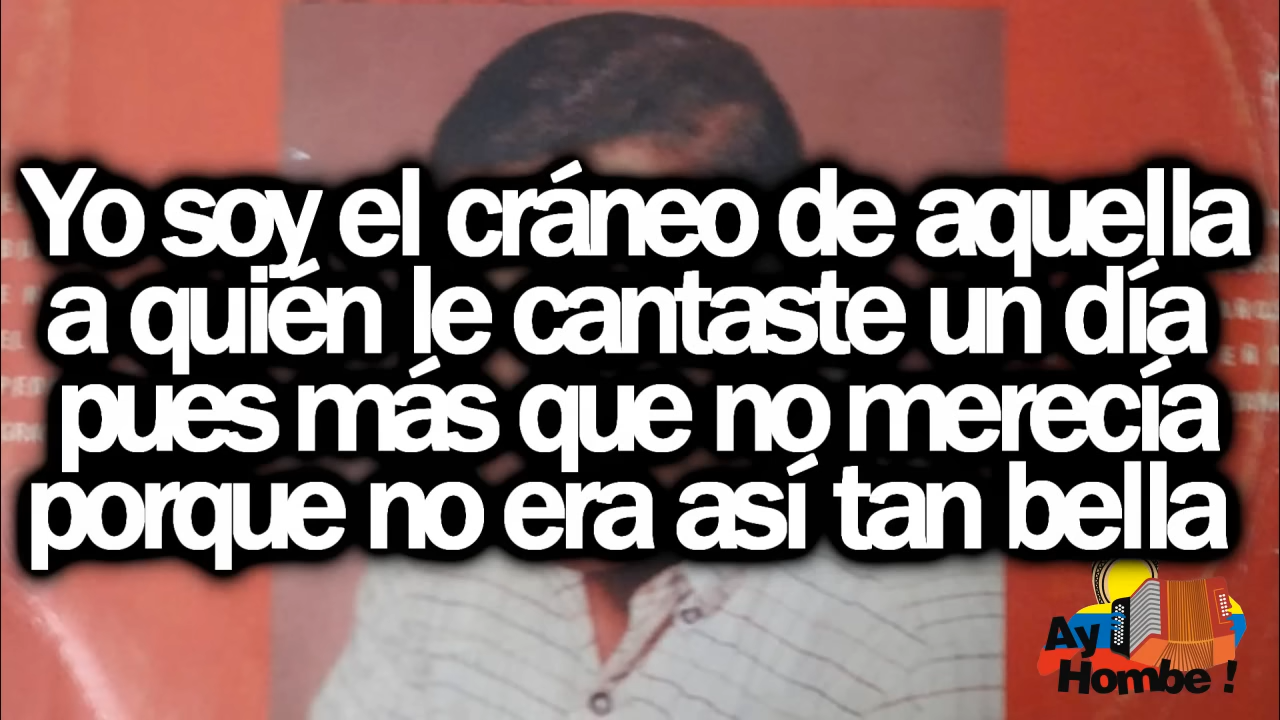 Yo soy el cráneo de aquella
a quién le cantaste un día
pues más que no merecía
porque no era así tan bella
Ay
Hombe !